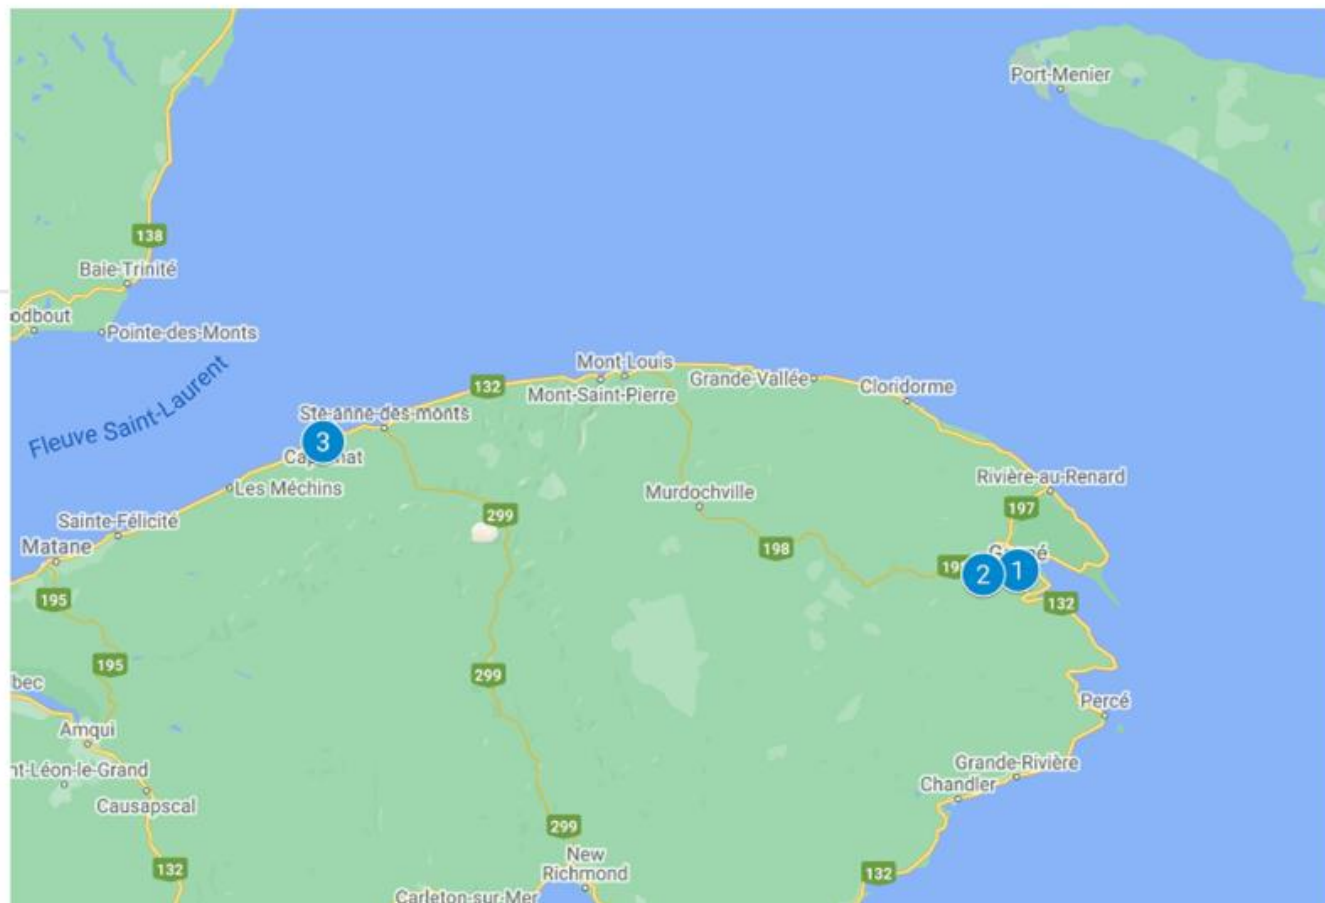 Port-Menier
138
Baie-Trinité
odbout
Pointe-des-Monts
Fleuve Saint-Laurent
Mont-Louis
132
Grande-Vallée
Mont-Saint-Pierre
Cloridorme
Ste-anne-des-monts
3
Les Méchins
Rivière-au-Renard
Murdochville
197
299
Sainte-Félicité
Matane
198
2
1
195
132
195
299
bec
Percé
Amqui
nt-Léon-le-Grand
Grande-Rivière
Chandler
Causapscal
299
New
Richmond
132
132
Carleton-sur-Mer